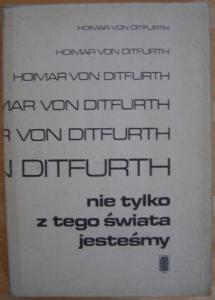 HOIMAR VON DITFURTH
HOIMAR VON DITFURTH
HOIMAR VON DITFURTH
MAR VON DITFURTH
R VON DITFURTH
N DITFURTH
nie tylko
z tego świata
jesteśmy